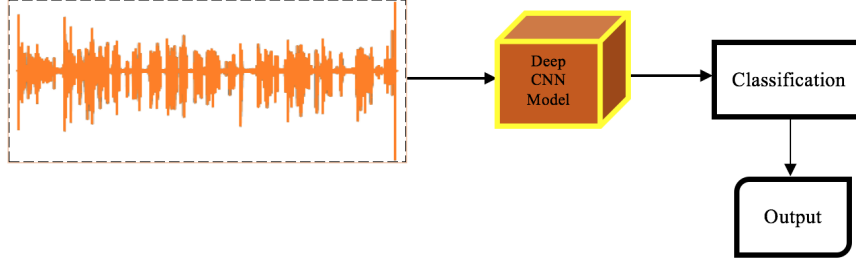 Deep
CNN
Model
Classification
Output